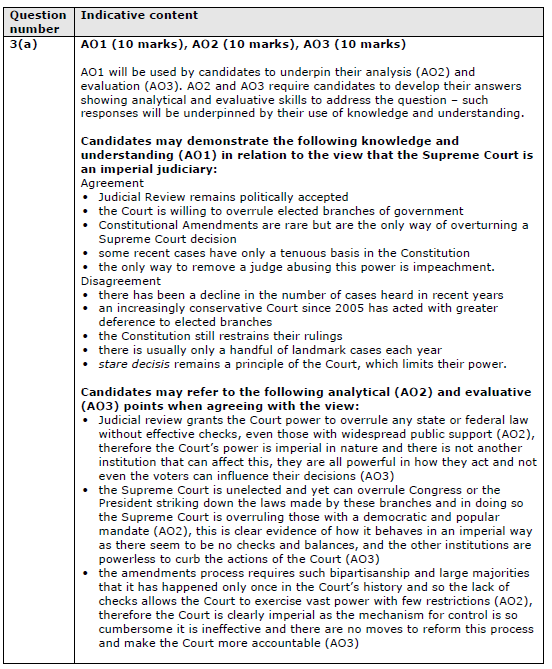 Question number
Indicative content
3(a)
AO1 (10 marks), AO2 (10 marks), AO3 (10 marks)
AO1 will be used by candidates to underpin their analysis (AO2) and
evaluation (AO3). AO2 and AO3 require candidates to develop their answers
showing analytical and evaluative skills to address the question – such
responses will be underpinned by their use of knowledge and understanding.
Candidates may demonstrate the following knowledge and
understanding (AO1) in relation to the view that the Supreme Court is
an imperial judiciary:
Agreement
• Judicial Review remains politically accepted
• the Court is willing to overrule elected branches of government
• Constitutional Amendments are rare but are the only way of overturning a
Supreme Court decision
• some recent cases have only a tenuous basis in the Constitution
• the only way to remove a judge abusing this power is impeachment.
Disagreement
• there has been a decline in the number of cases heard in recent years
• an increasingly conservative Court since 2005 has acted with greater
deference to elected branches
• the Constitution still restrains their rulings
• there is usually only a handful of landmark cases each year
• stare decisis remains a principle of the Court, which limits their power.
Candidates may refer to the following analytical (AO2) and evaluative
(AO3) points when agreeing with the view:
• Judicial review grants the Court power to overrule any state or federal law
without effective checks, even those with widespread public support (AO2),
therefore the Court's power is imperial in nature and there is not another
institution that can affect this, they are all powerful in how they act and not
even the voters can influence their decisions (AO3)
• the Supreme Court is unelected and yet can overrule Congress or the
President striking down the laws made by these branches and in doing so
the Supreme Court is overruling those with a democratic and popular
mandate (AO2), this is clear evidence of how it behaves in an imperial way
as there seem to be no checks and balances, and the other institutions are
powerless to curb the actions of the Court (AO3)
• the amendments process requires such bipartisanship and large majorities
that it has happened only once in the Court's history and so the lack of
checks allows the Court to exercise vast power with few restrictions (AO2),
therefore the Court is clearly imperial as the mechanism for control is so
cumbersome it is ineffective and there are no moves to reform this process
and make the Court more accountable (AO3)